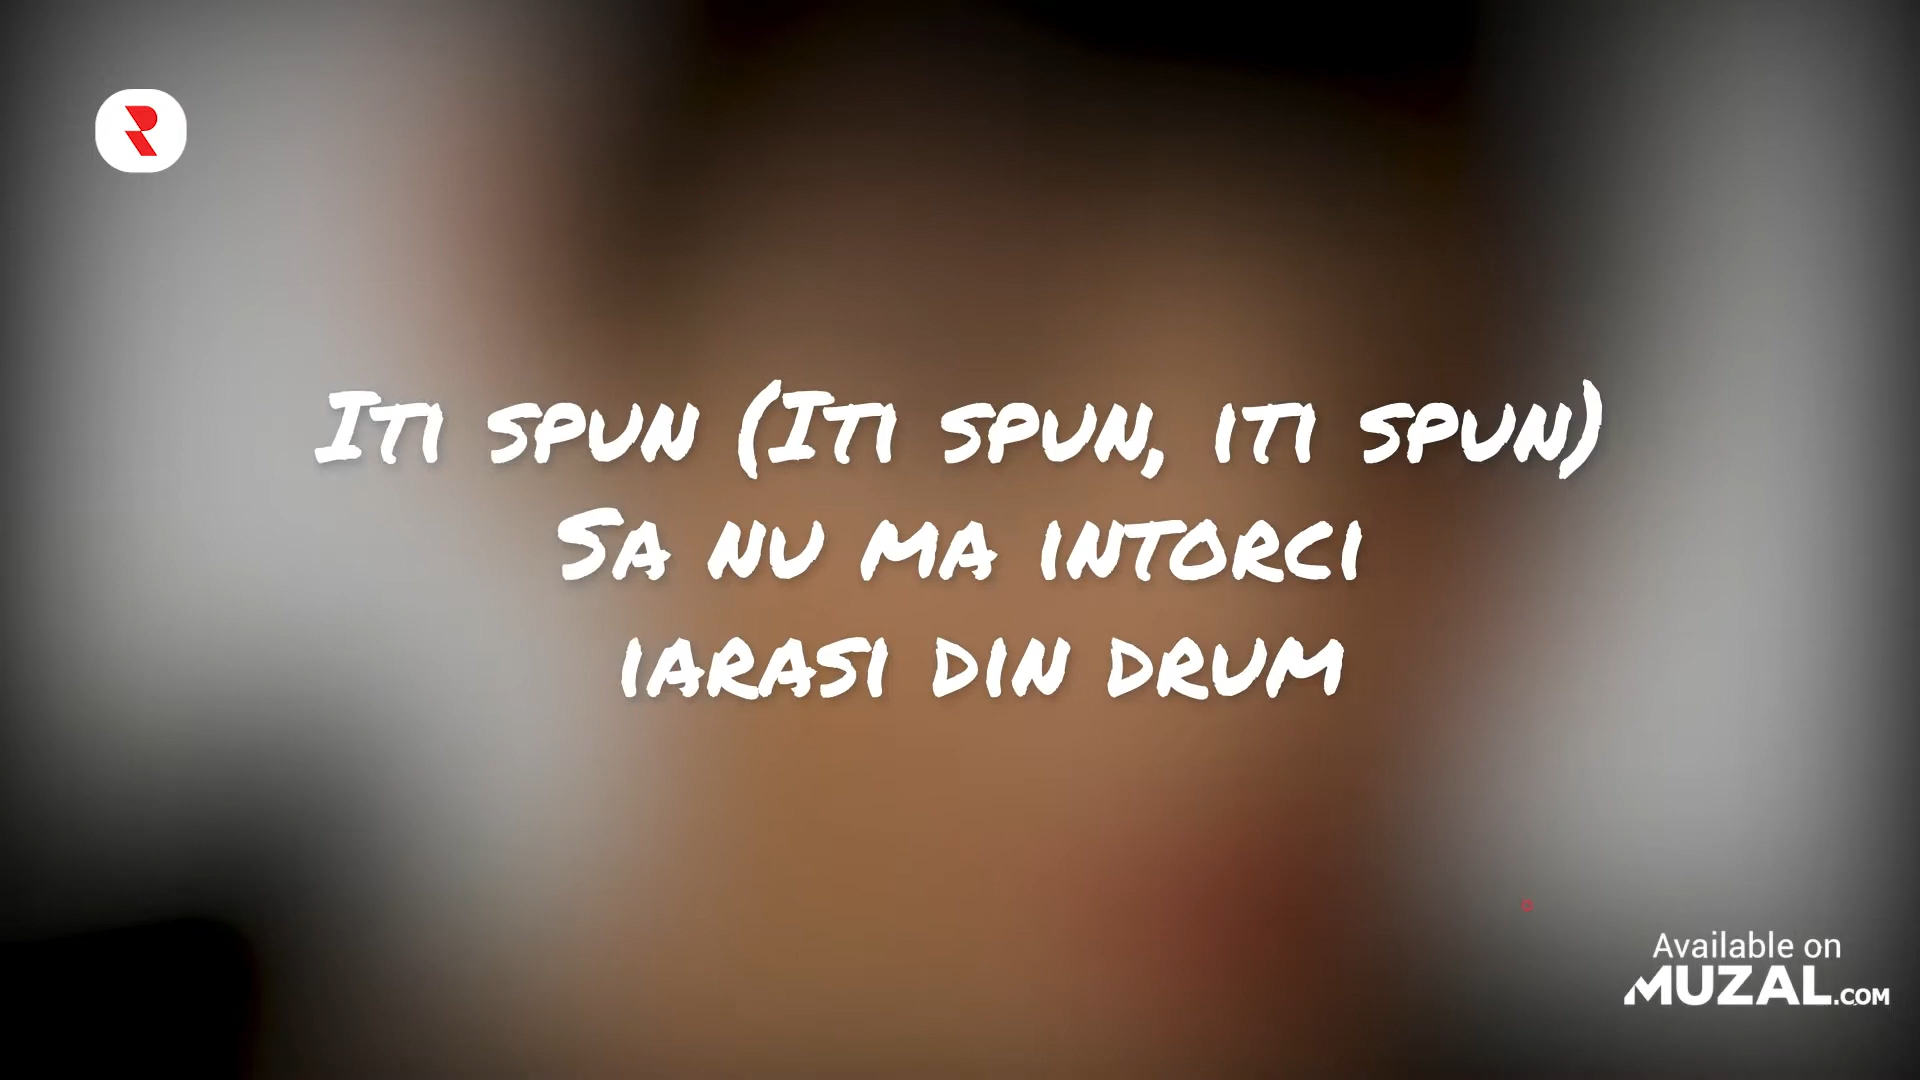 Iti spun (Iti spun, iti spun)
Sa nu ma intorci
iarasi din drum
Available on
MUZAL.COM